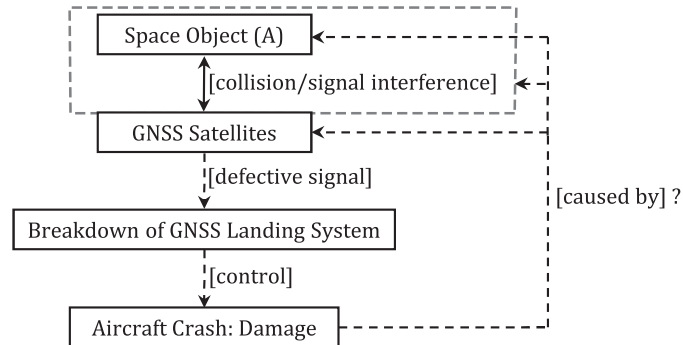 Space Object (A)
[collision/signal interference]
GNSS Satellites
[defective signal]
[caused by] ?
Breakdown of GNSS Landing System
[control]
Aircraft Crash: Damage